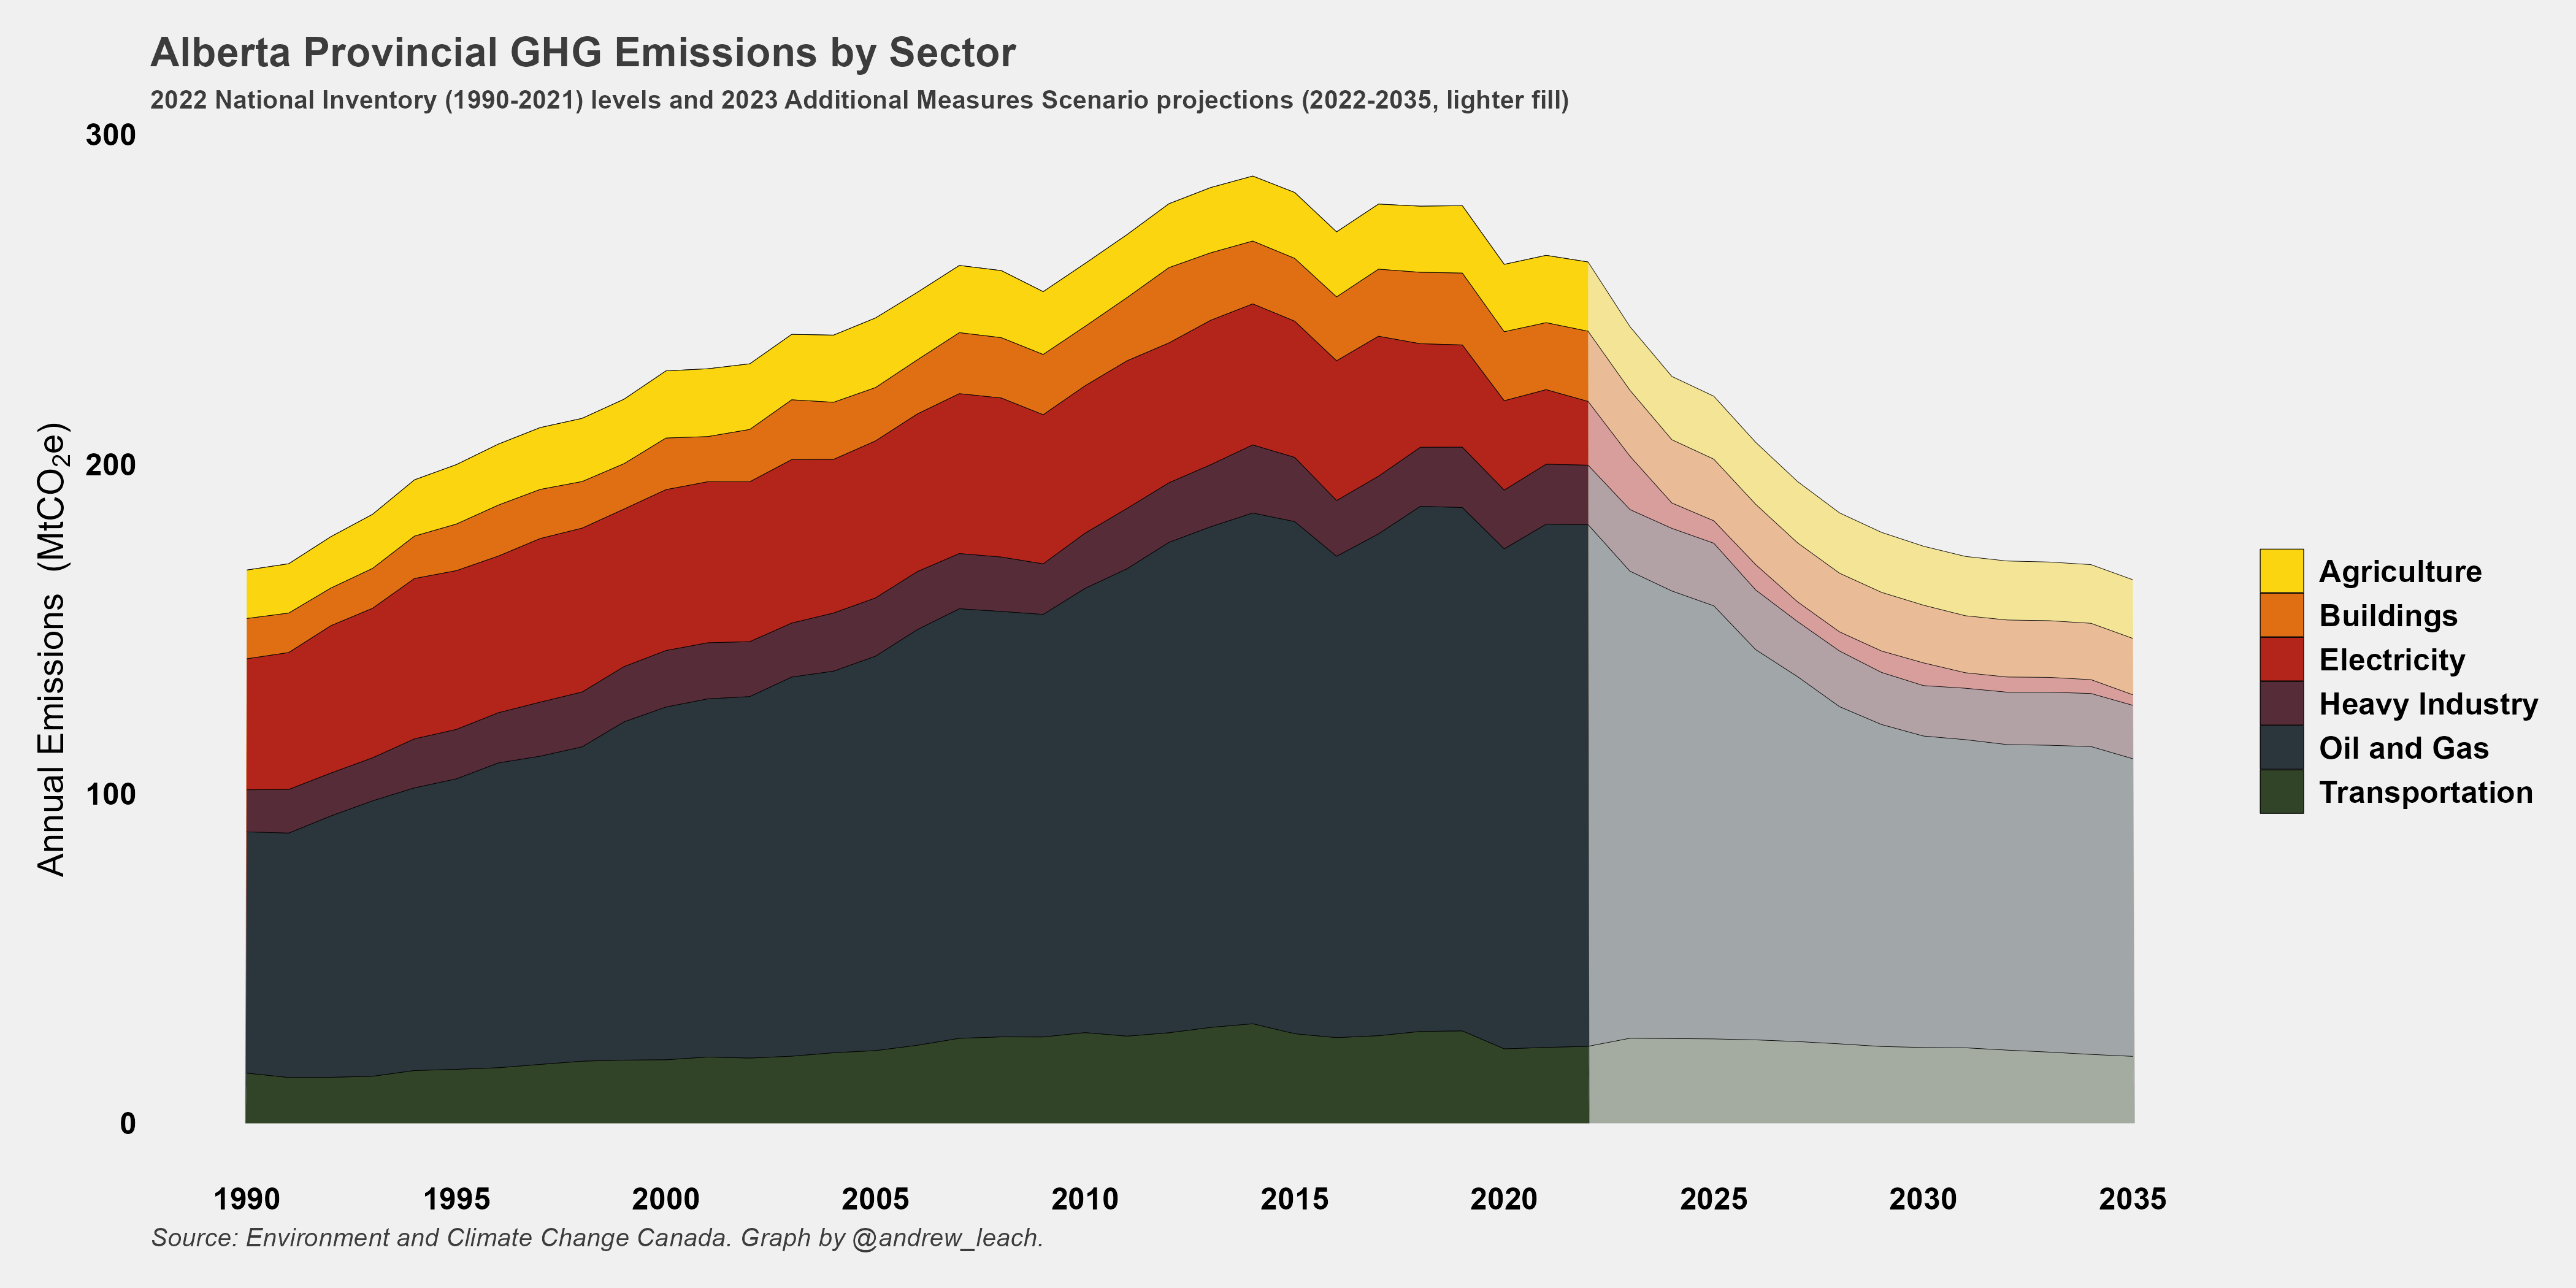 Alberta Provincial GHG Emissions by Sector
2022 National Inventory (1990-2021) levels and 2023 Additional Measures Scenario projections (2022-2035, lighter fill)
300
200
100
0
Annual Emissions (MtCO₂e)
1990 1995 2000 2005 2010 2015 2020 2025 2030 2035
Agriculture
Buildings
Electricity
Heavy Industry
Oil and Gas
Transportation
Source: Environment and Climate Change Canada. Graph by @andrew_leach.